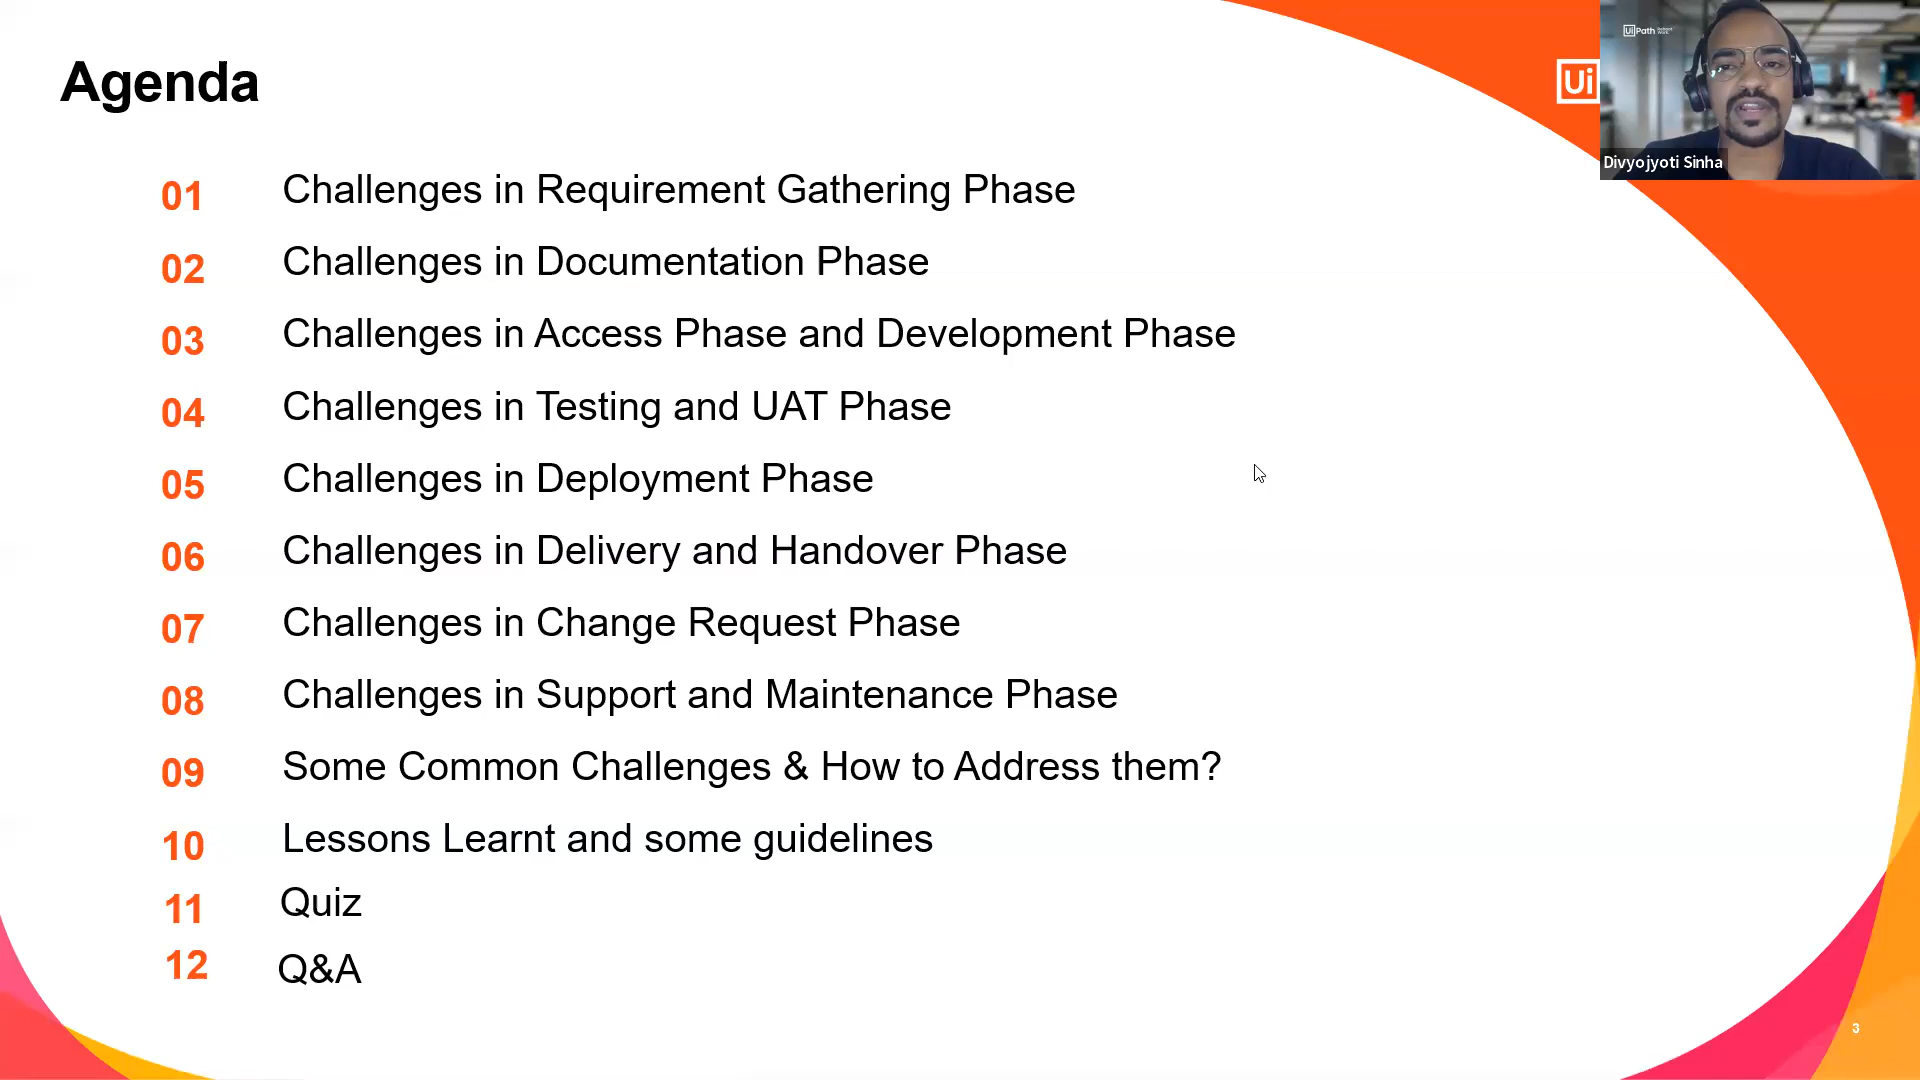 Agenda
01 Challenges in Requirement Gathering Phase
02 Challenges in Documentation Phase
03 Challenges in Access Phase and Development Phase
04 Challenges in Testing and UAT Phase
05 Challenges in Deployment Phase
06 Challenges in Delivery and Handover Phase
07 Challenges in Change Request Phase
08 Challenges in Support and Maintenance Phase
09 Some Common Challenges & How to Address them?
10 Lessons Learnt and some guidelines
11 Quiz
12 Q&A
Ui
UiPath
Divyojyoti Sinha
3